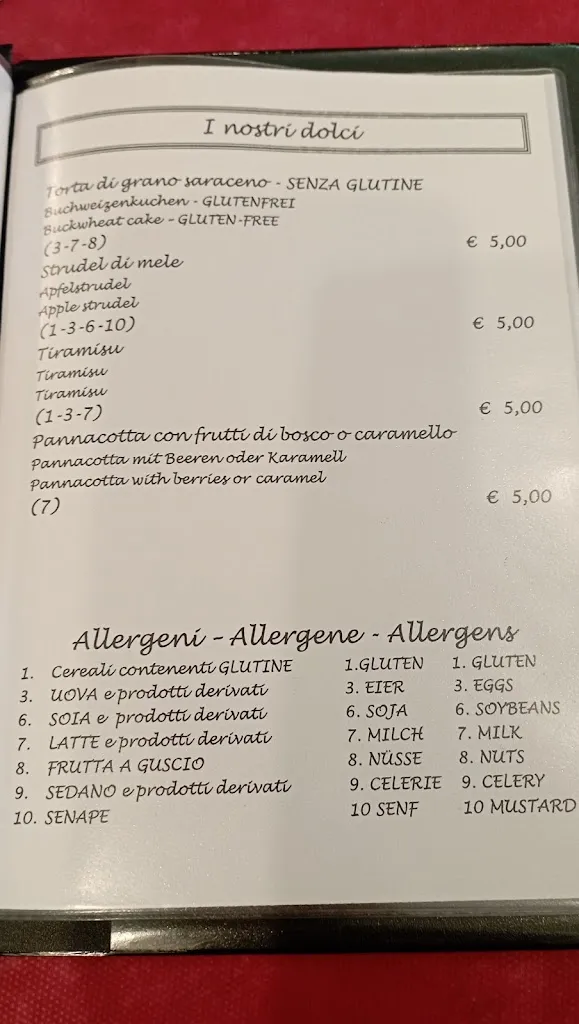 I nostri dolci
Torta di grano saraceno - SENZA GLUTINE
Buchweizenkuchen - GLUTENFREI
Buckwheat cake - GLUTEN-FREE
(3-7-8) € 5,00
Strudel di mele
Apfelstrudel
Apple strudel
(1-3-6-10) € 5,00
Tiramisu
Tiramisu
Tiramisu
(1-3-7) € 5,00
Pannacotta con frutti di bosco o caramello
Pannacotta mit Beeren oder Karamell
Pannacotta with berries or caramel
(7) € 5,00
Allergeni - Allergene - Allergens
1. Cereali contenenti GLUTINE 1.GLUTEN 1. GLUTEN
3. UOVA e prodotti derivati 3. EIER 3. EGGS
6. SOIA e prodotti derivati 6. SOJA 6. SOYBEANS
7. LATTE e prodotti derivati 7. MILCH 7. MILK
8. FRUTTA A GUSCIO 8. NÜSSE 8. NUTS
9. SEDANO e prodotti derivati 9. CELERIE 9. CELERY
10. SENAPE 10 SENF 10 MUSTARD